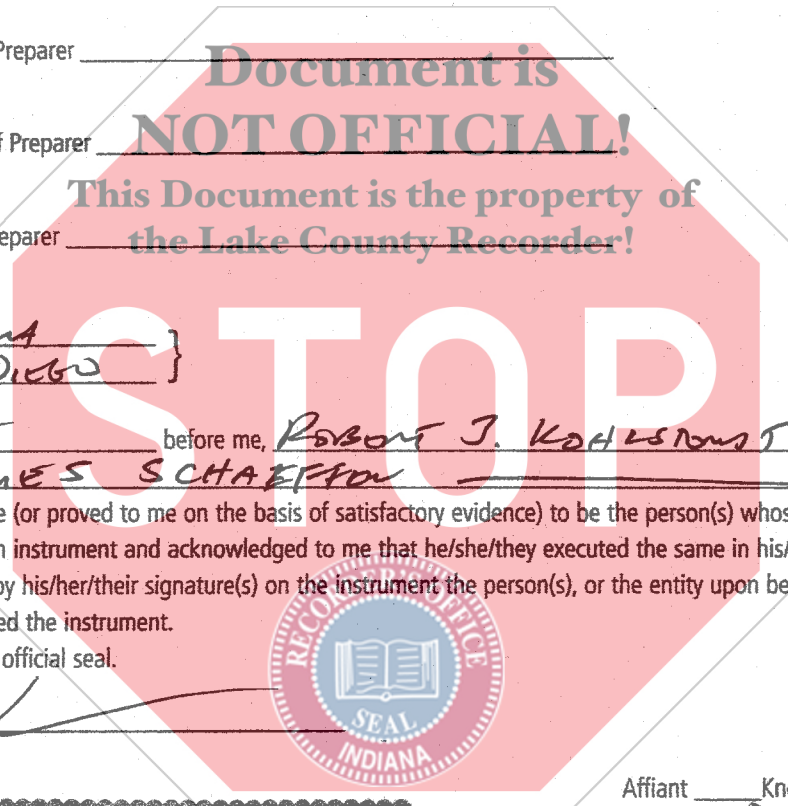 Preparer
Document is
NOT OFFICIAL!
f Preparer
This Document is the property of
the Lake County Recorder!
eparer
STOP
DIEGO }
before me, ROBERT J.
MES SCHAEFFER
e (or proved to me on the basis of satisfactory evidence) to be the person(s) whos
n instrument and acknowledged to me that he/she/they executed the same in his/
by his/her/their signature(s) on the instrument the person(s), or the entity upon be
ed the instrument.
official seal.
RECORDER'S OFFICE
SEAL
INDIANA
Affiant ____Kn